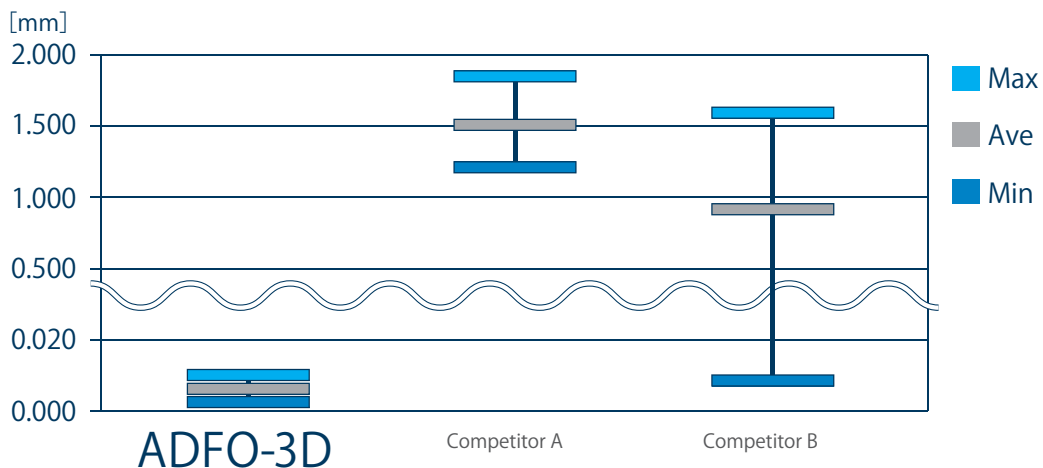 [mm]
2.000
1.500
1.000
0.500
0.020
0.000
Max
Ave
Min
ADFO-3D
Competitor A
Competitor B